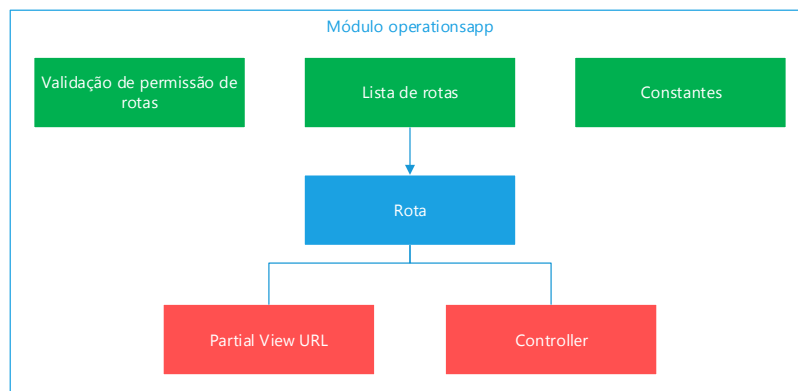 Módulo operationsapp
Validação de permissão de
rotas
Lista de rotas
Constantes
Rota
Partial View URL
Controller